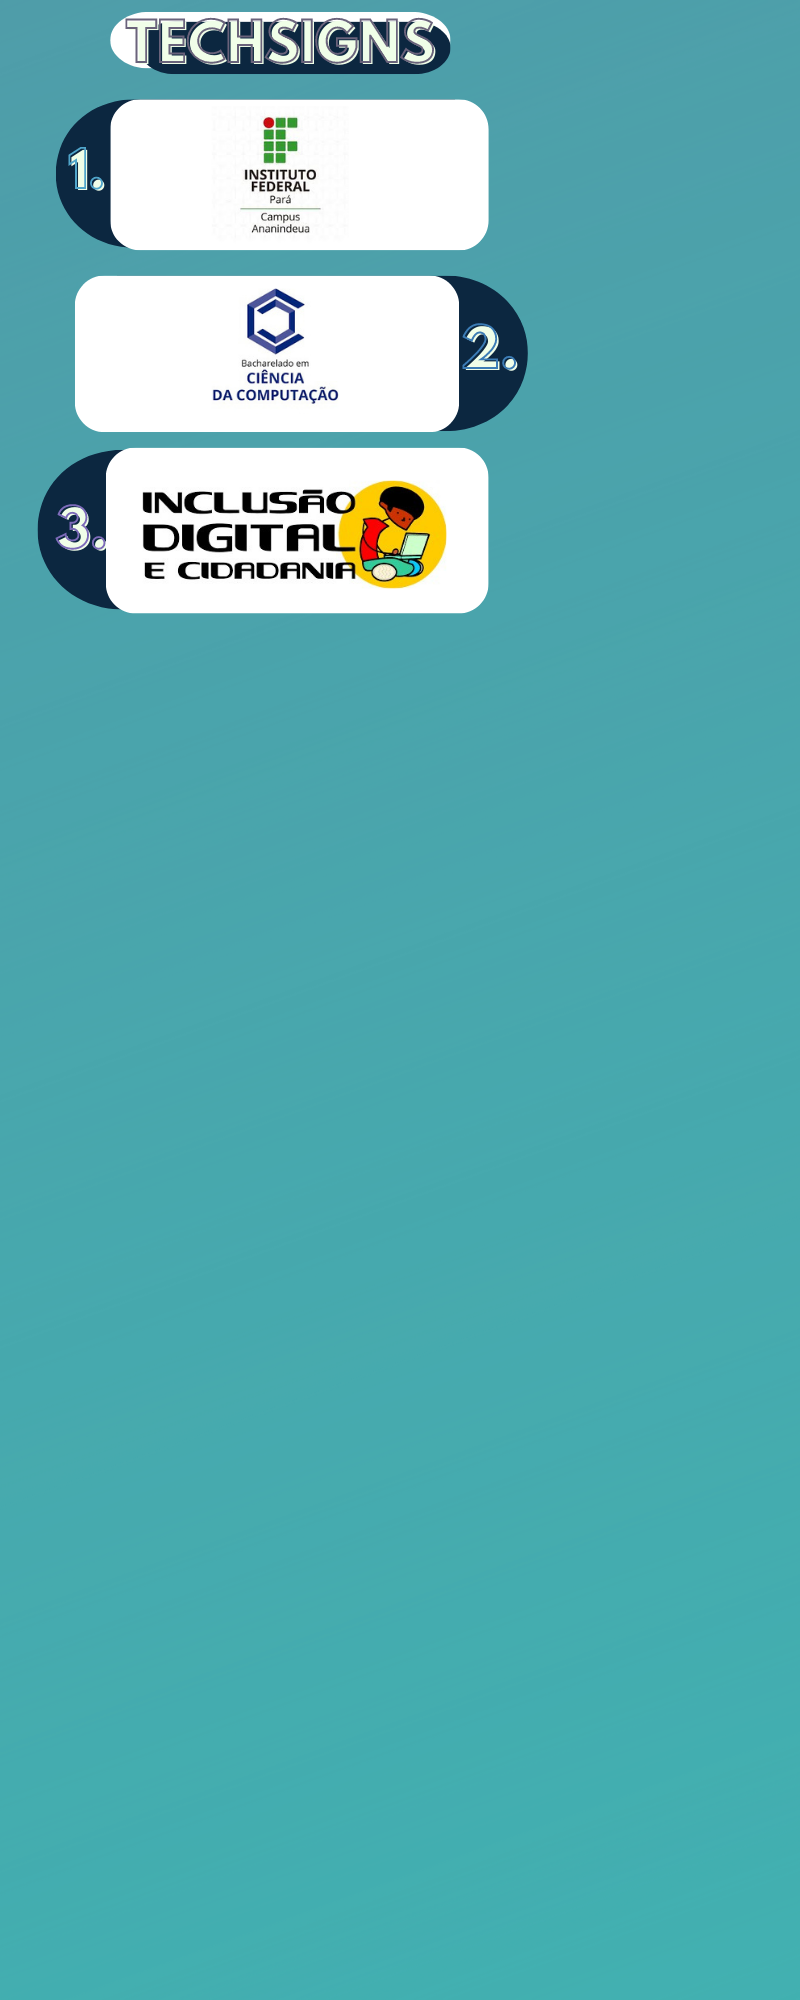 TECHSIGNS
1.
INSTITUTO
FEDERAL
Pará
Campus
Ananindeua
2.
Bacharelado em
CIÊNCIA
DA COMPUTAÇÃO
3.
INCLUSÃO
DIGITAL
E CIDADANIA